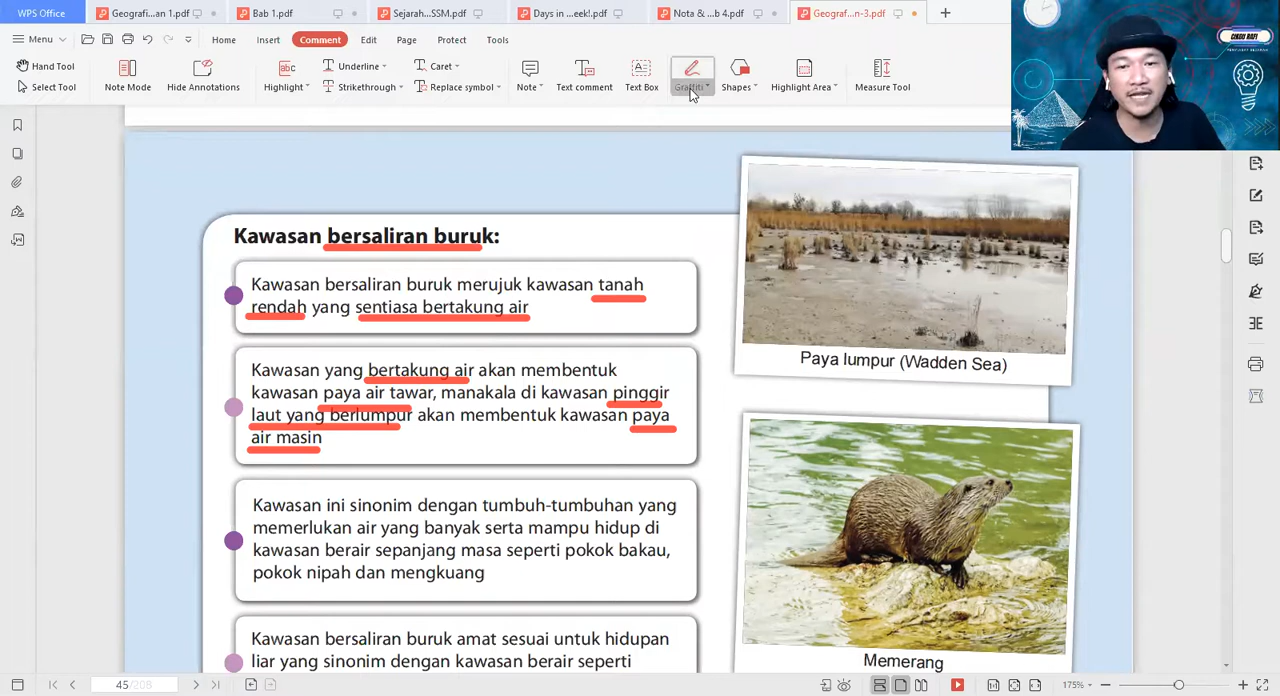 WPS Office
Geografi...an 1.pdf
Bab 1.pdf
Sejarah...SSM.pdf
Days in ...eek!.pdf
Nota & ...b 4.pdf
Geograf...n-3.pdf
Menu
Home
Insert
Comment
Edit
Page
Protect
Tools
Hand Tool
Select Tool
Note Mode
Hide Annotations
Highlight
Underline
Strikethrough
Caret
Replace symbol
Note
Text comment
Text Box
Graffiti
Shapes
Highlight Area
Measure Tool
CIKGU RAFI
Kawasan bersaliran buruk:
Kawasan bersaliran buruk merujuk kawasan tanah
rendah yang sentiasa bertakung air
Kawasan yang bertakung air akan membentuk
kawasan paya air tawar, manakala di kawasan pinggir
laut yang berlumpur akan membentuk kawasan paya
air masin
Kawasan ini sinonim dengan tumbuh-tumbuhan yang
memerlukan air yang banyak serta mampu hidup di
kawasan berair sepanjang masa seperti pokok bakau,
pokok nipah dan mengkuang
Kawasan bersaliran buruk amat sesuai untuk hidupan
liar yang sinonim dengan kawasan berair seperti
Paya lumpur (Wadden Sea)
Memerang
45/208
175%